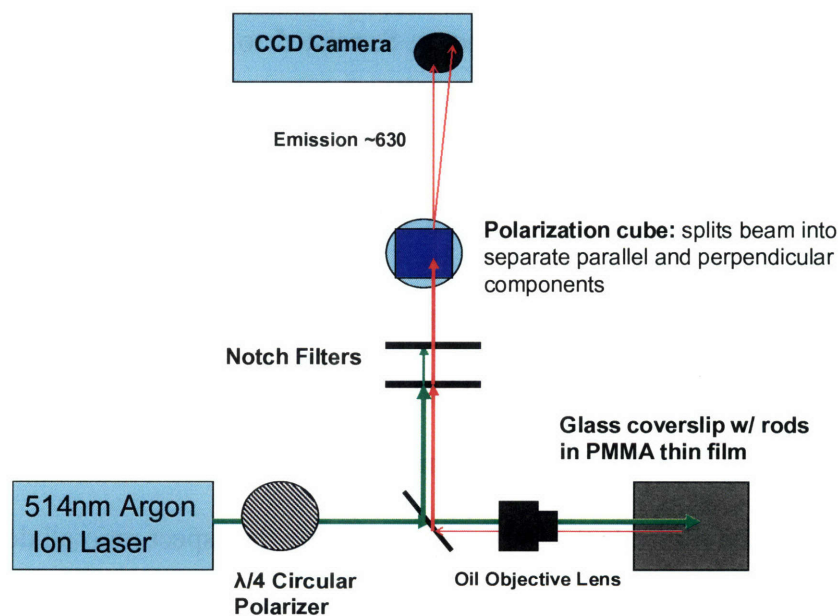 CCD Camera
Emission ~630
Polarization cube: splits beam into
separate parallel and perpendicular
components
Notch Filters
Glass coverslip w/ rods
in PMMA thin film
514nm Argon
Ion Laser
λ/4 Circular
Polarizer
Oil Objective Lens